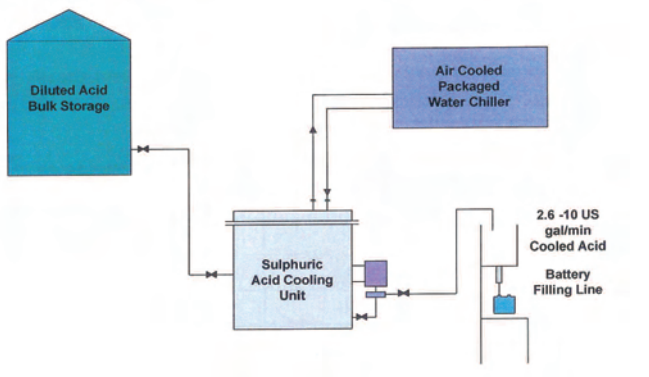 Diluted Acid
Bulk Storage
Air Cooled
Packaged
Water Chiller
Sulphuric
Acid Cooling
Unit
2.6 -10 US
gal/min
Cooled Acid
Battery
Filling Line